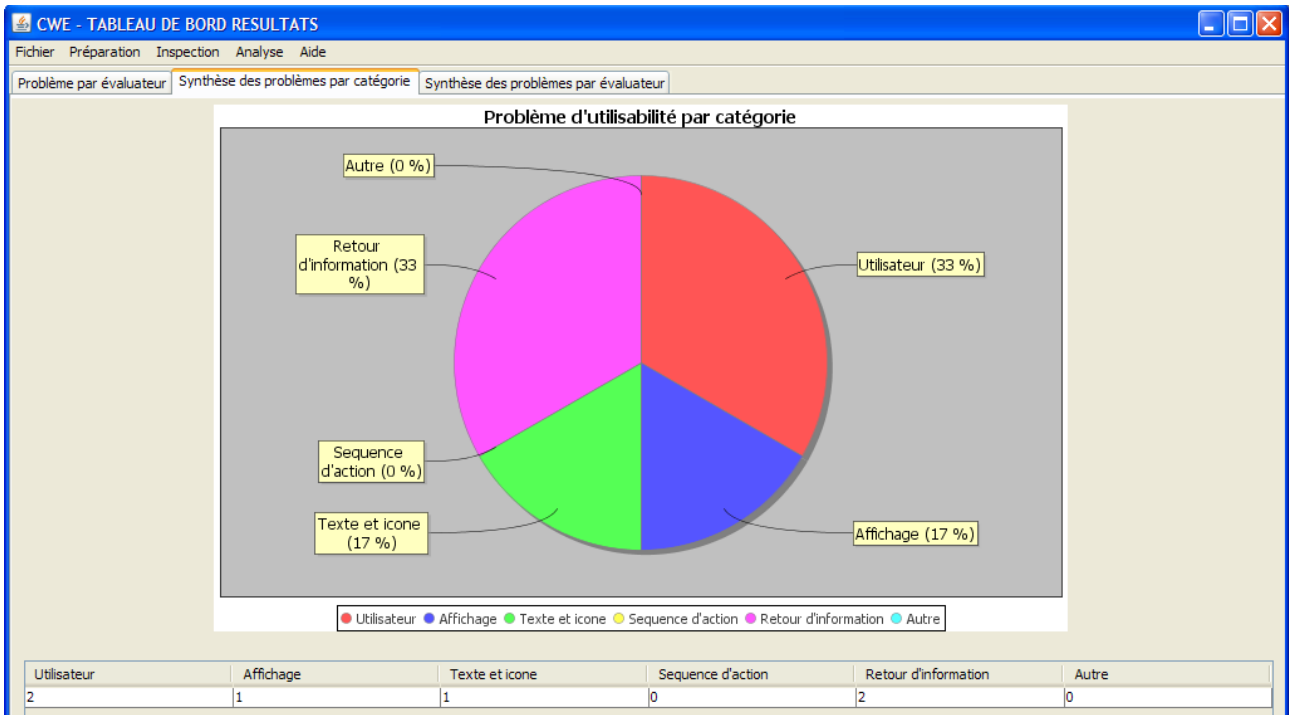 CWE - TABLEAU DE BORD RESULTATS
Fichier Préparation Inspection Analyse Aide
Problème par évaluateur Synthèse des problèmes par catégorie Synthèse des problèmes par évaluateur
Problème d'utilisabilité par catégorie
Autre (0 %)
Retour
d'information (33
%)
Utilisateur (33 %)
Sequence
d'action (0 %)
Texte et icone
(17 %)
Affichage (17 %)
Utilisateur Affichage Texte et icone Sequence d'action Retour d'information Autre
Utilisateur Affichage Texte et icone Sequence d'action Retour d'information Autre
2 1 1 0 2 0